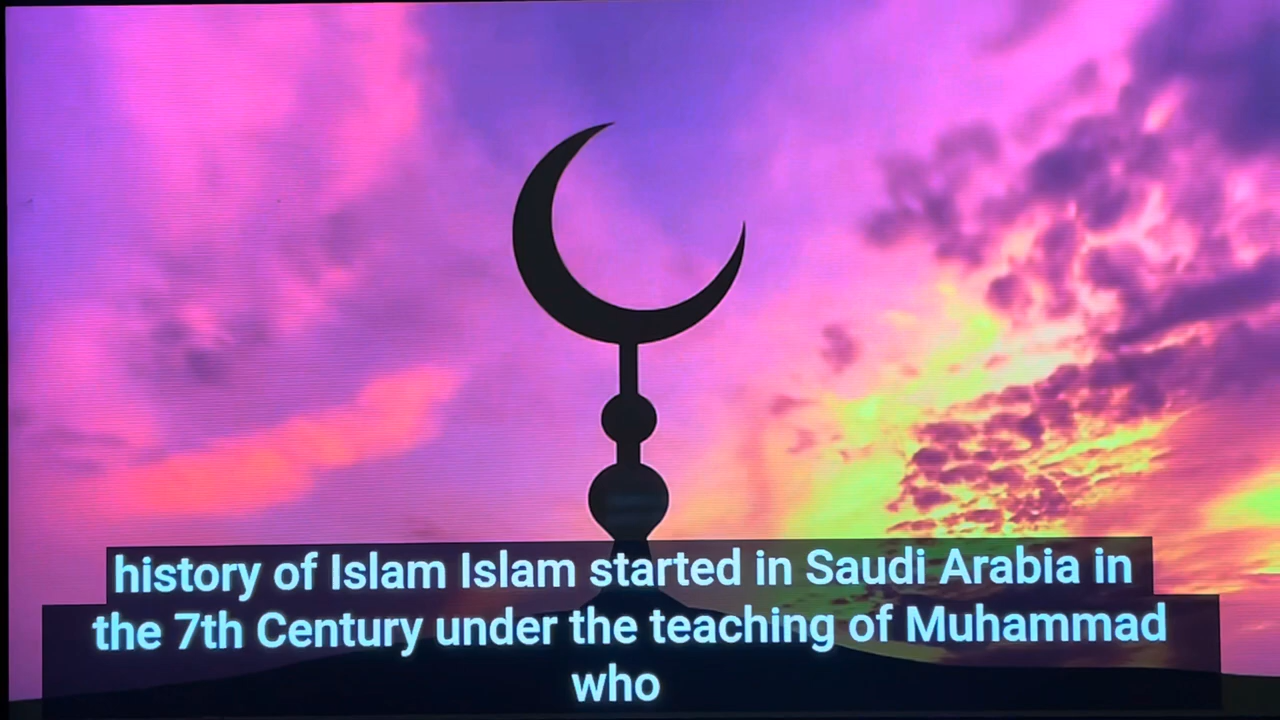 history of Islam Islam started in Saudi Arabia in
the 7th Century under the teaching of Muhammad
who